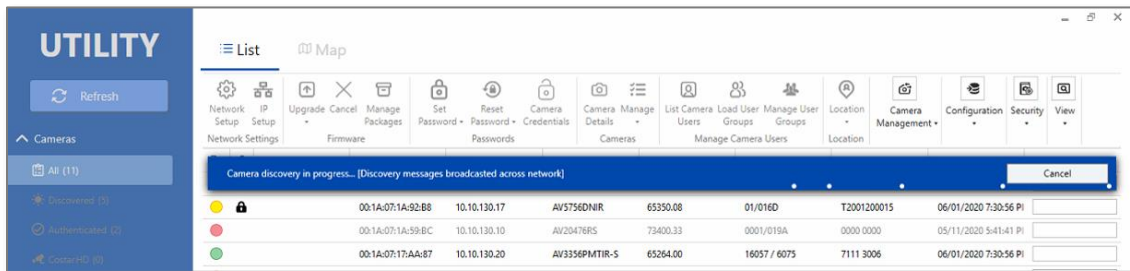 UTILITY
List
Map
Refresh
Network Setup
IP Setup
Upgrade
Cancel
Manage Packages
Set Password
Reset Password
Camera Credentials
Camera Details
Manage
List Camera Users
Load User Groups
Manage User Groups
Location
Camera Management
Configuration
Security
View
Network Settings
Firmware
Passwords
Cameras
Manage Camera Users
Location
Cameras
All (11)
Camera discovery in progress... [Discovery messages broadcasted across network]
Cancel
Discovered (5)
00:1A:07:1A:92:B8 10.10.130.17 AV5756DNIR 65350.08 01/016D T2001200015 06/01/2020 7:30:56 PI
Authenticated (2)
00:1A:07:1A:59:BC 10.10.130.10 AV20476RS 73400.33 0001/019A 0000 0000 05/11/2020 5:41:41 PI
CostarHD (0)
00:1A:07:17:AA:87 10.10.130.20 AV3356PMTIR-S 65264.00 16057 / 6075 7111 3006 06/01/2020 7:30:56 PI